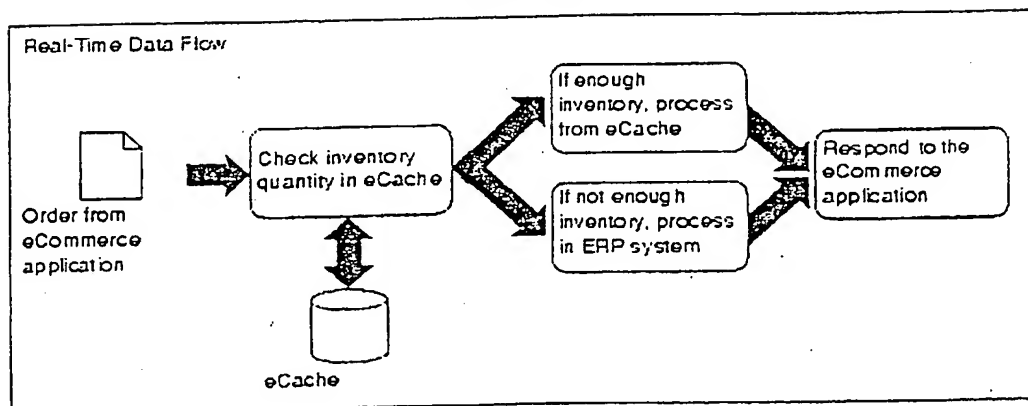 Real-Time Data Flow
Order from
eCommerce
application
Check inventory
quantity in eCache
eCache
If enough
inventory, process
from eCache
If not enough
inventory, process
in ERP system
Respond to the
eCommerce
application